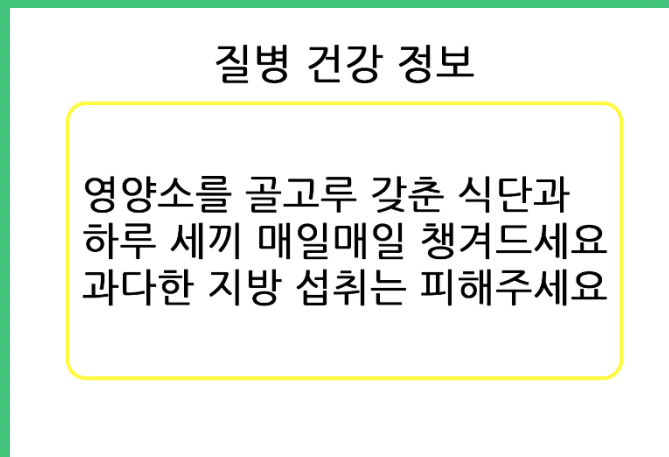 질병 건강 정보
영양소를 골고루 갖춘 식단과
하루 세끼 매일매일 챙겨드세요
과다한 지방 섭취는 피해주세요